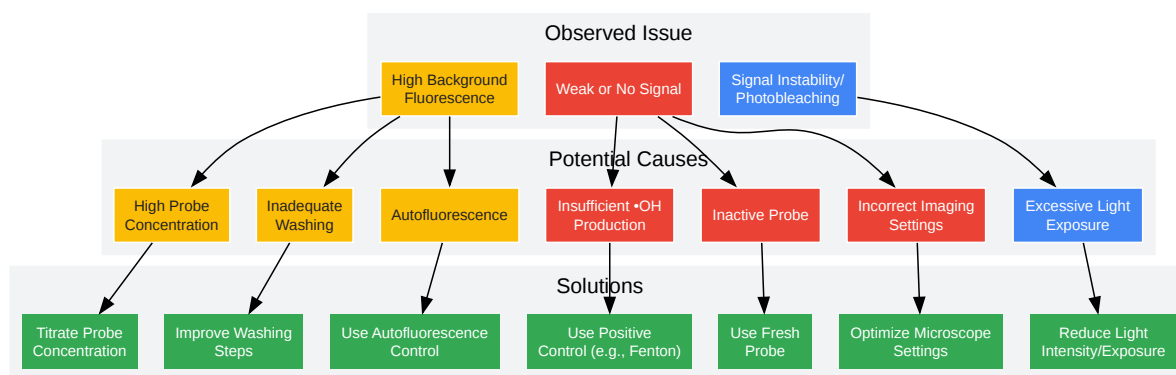 Observed Issue
High Background
Fluorescence
Weak or No Signal
Signal Instability/
Photobleaching
Potential Causes
High Probe
Concentration
Inadequate
Washing
Autofluorescence
Insufficient •OH
Production
Inactive Probe
Incorrect Imaging
Settings
Excessive Light
Exposure
Solutions
Titrate Probe
Concentration
Improve Washing
Steps
Use Autofluorescence
Control
Use Positive
Control (e.g., Fenton)
Use Fresh
Probe
Optimize Microscope
Settings
Reduce Light
Intensity/Exposure